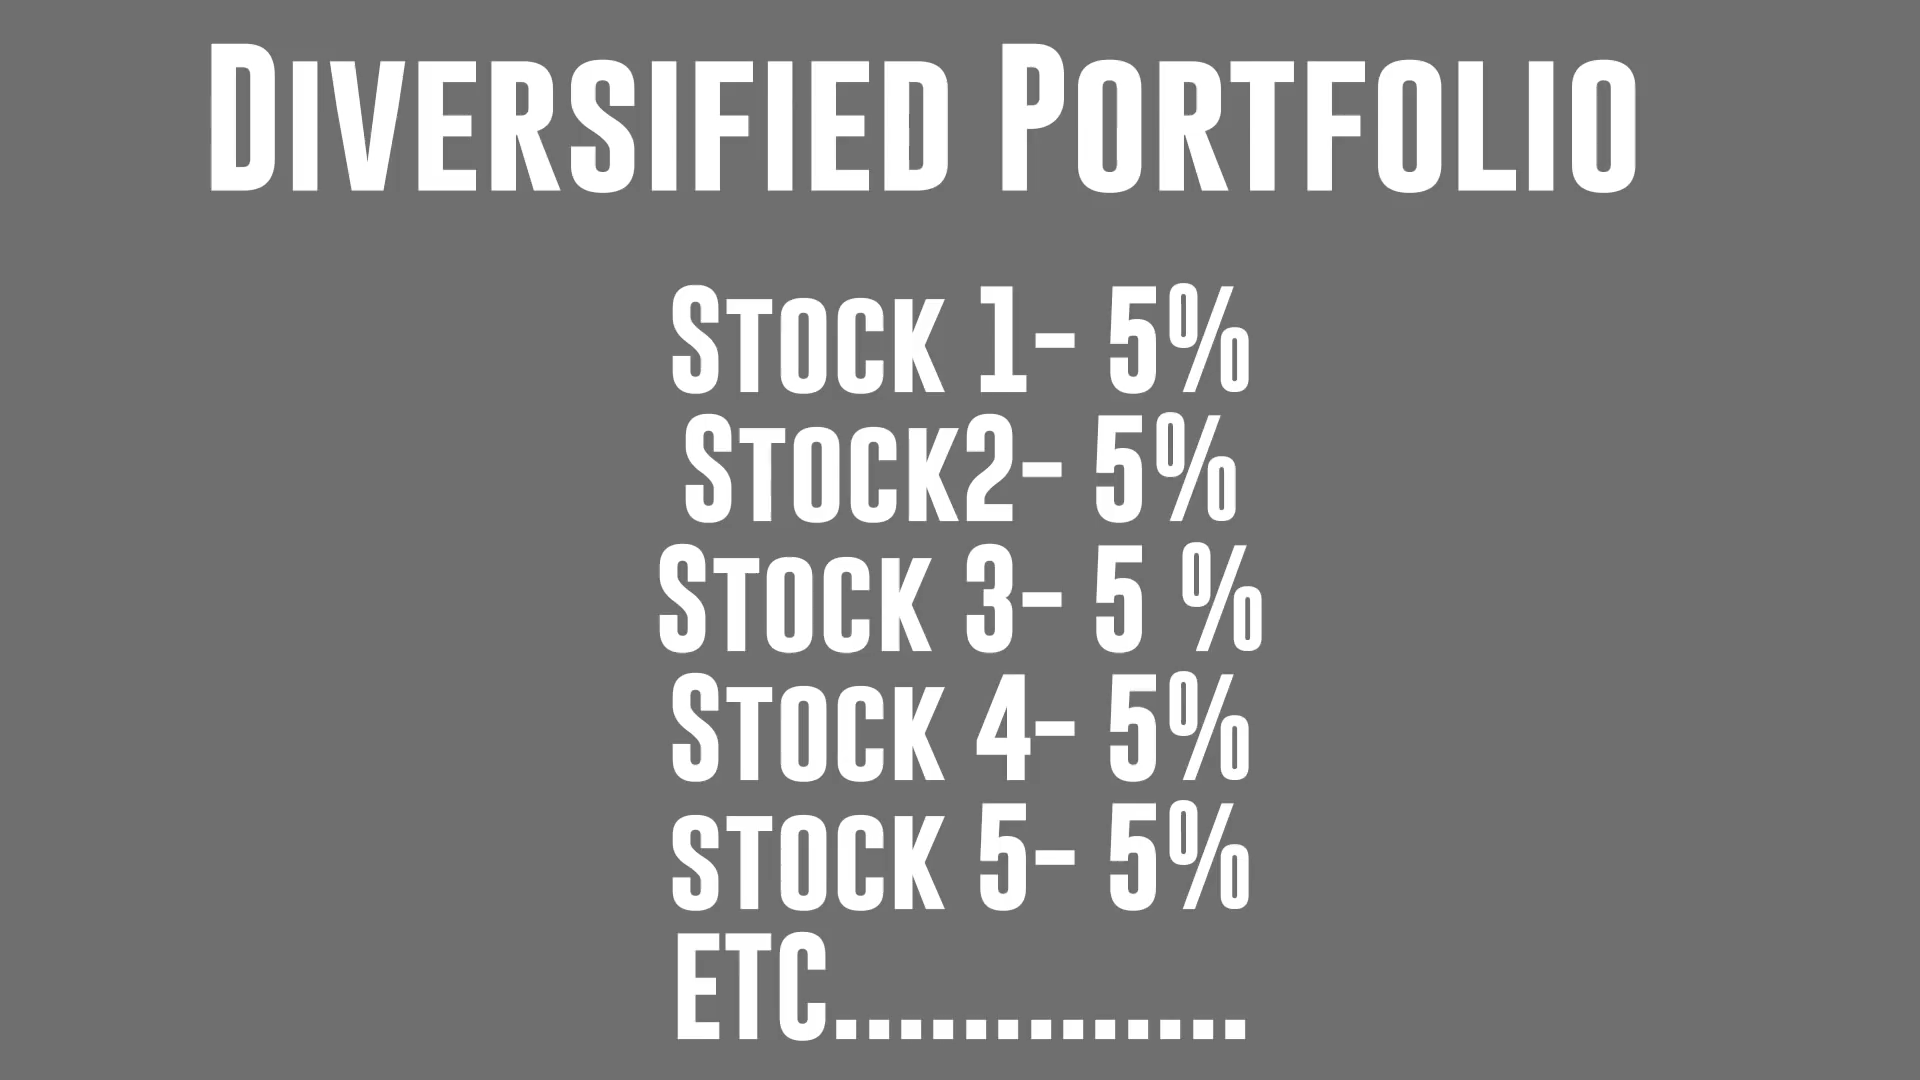 Diversified Portfolio
Stock 1- 5%
Stock2- 5%
Stock 3- 5 %
Stock 4- 5%
stock 5- 5%
ETC.............